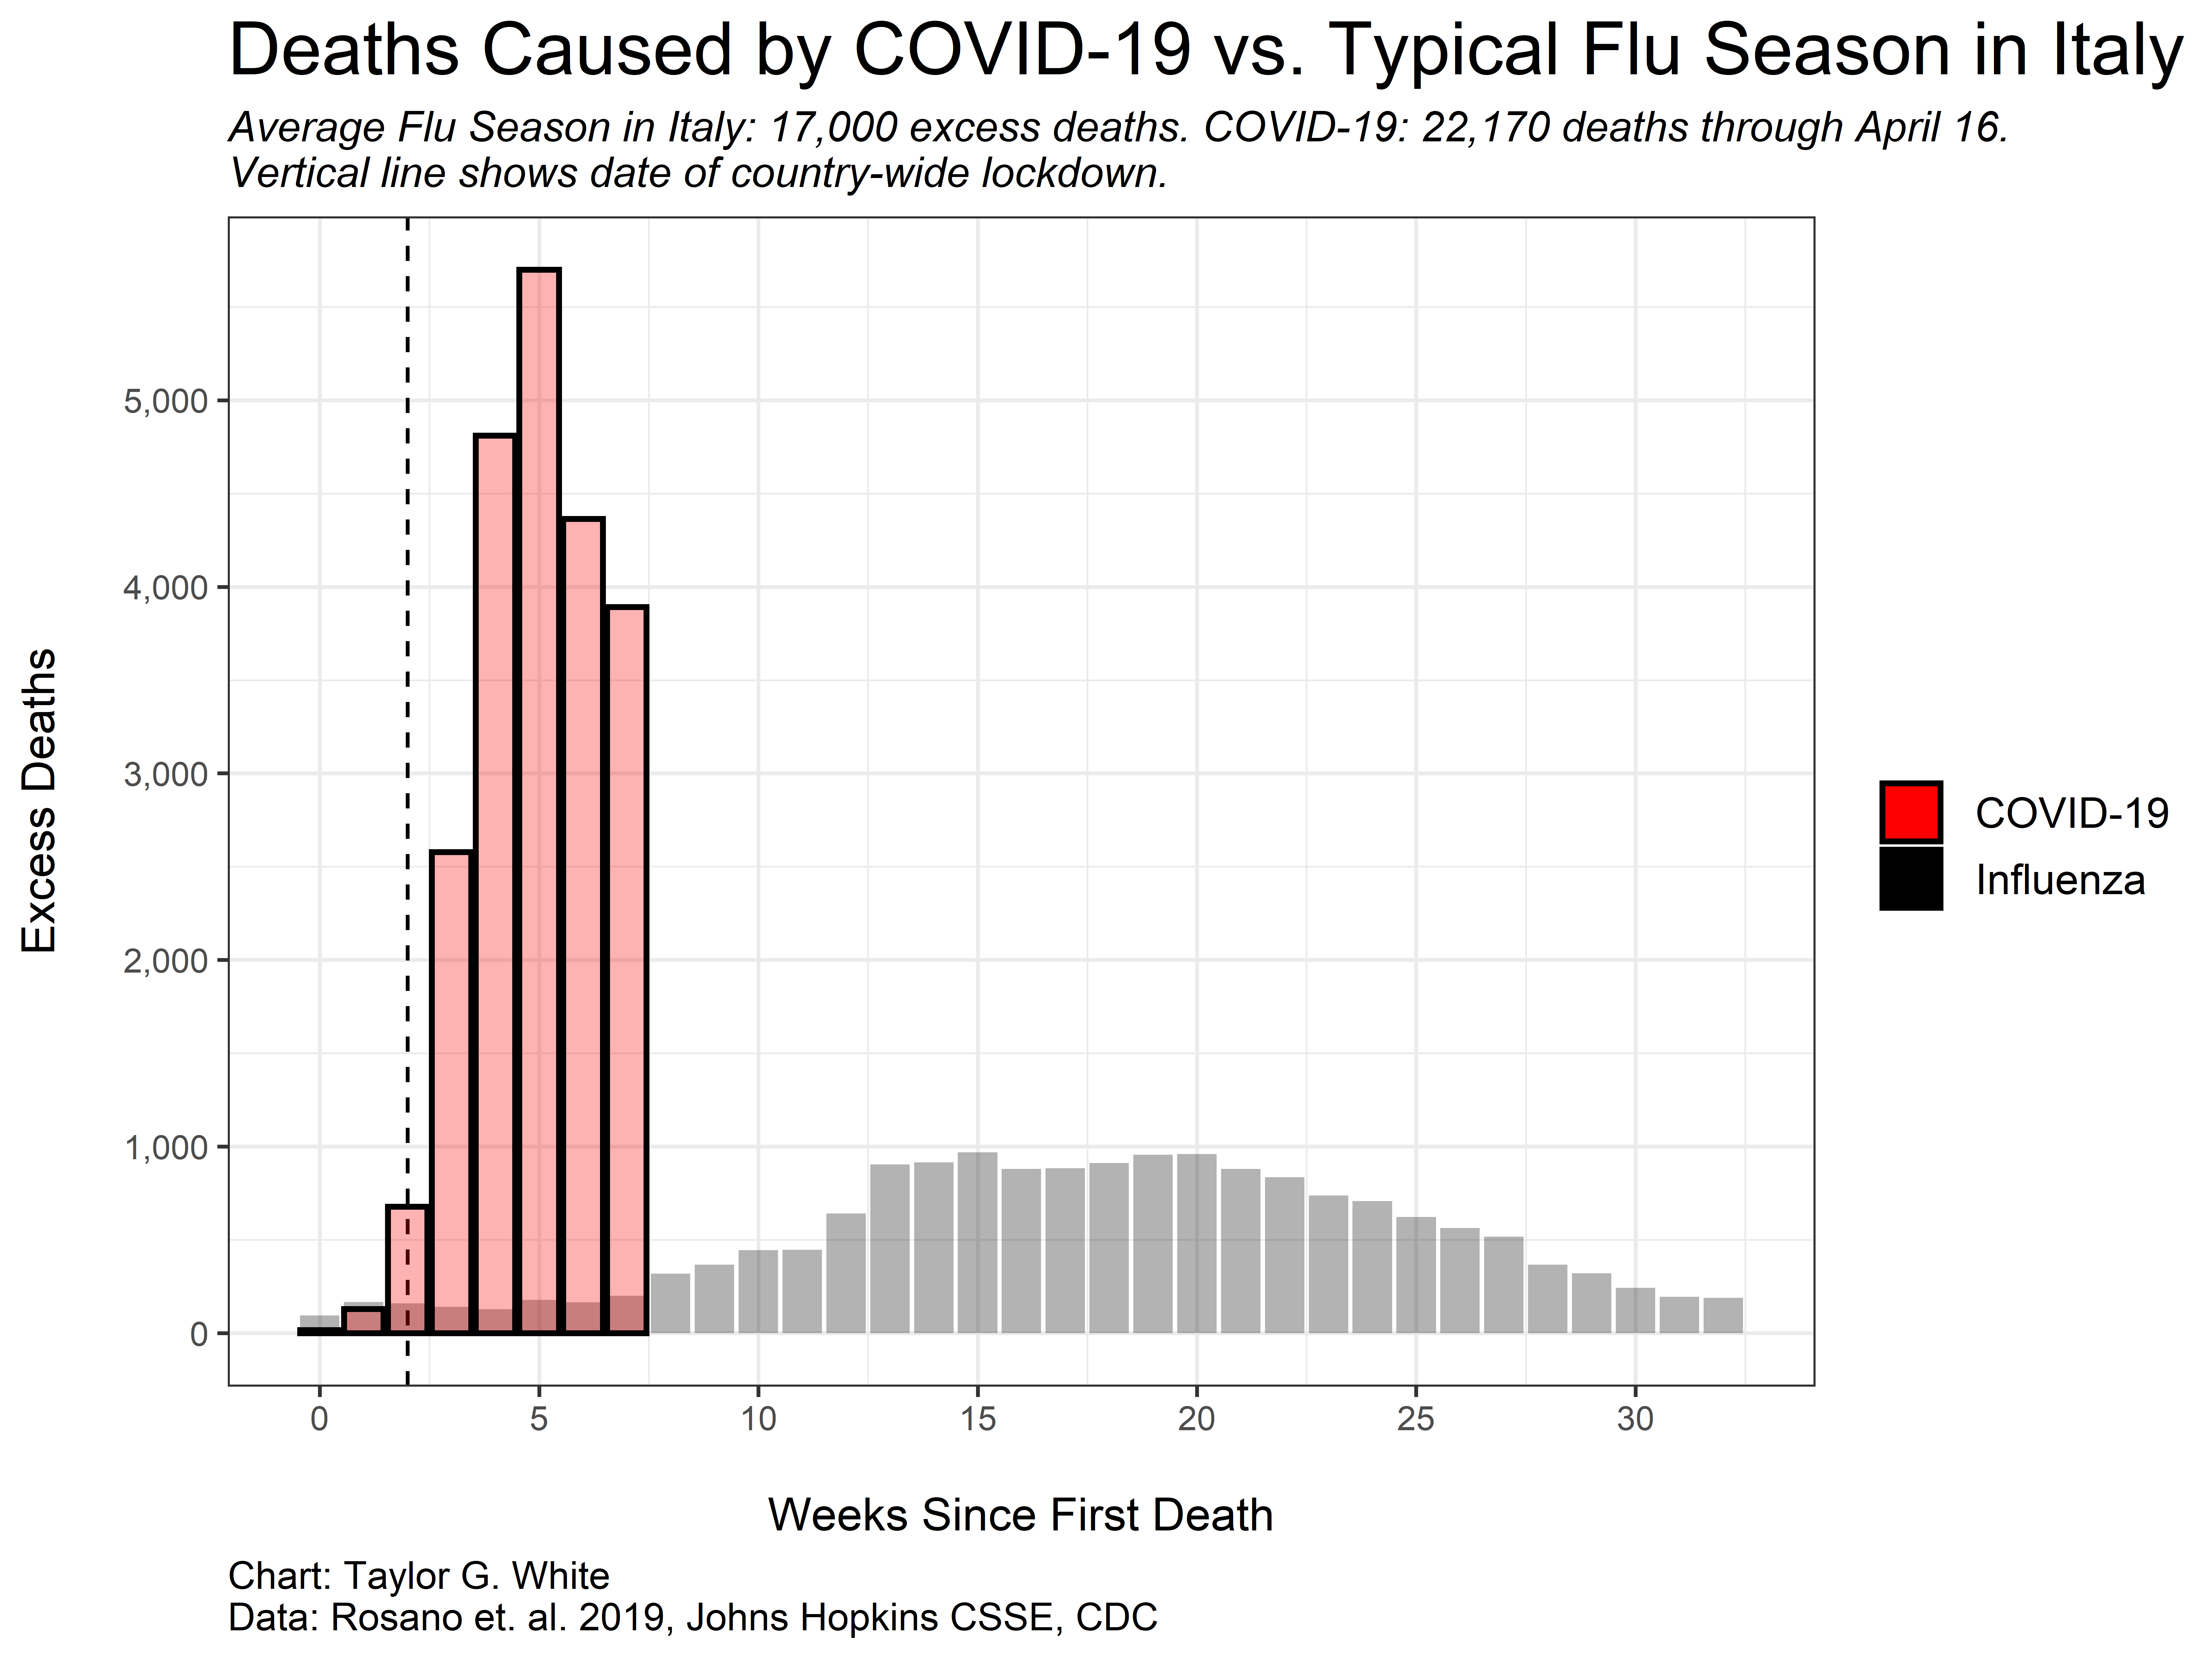 Deaths Caused by COVID-19 vs. Typical Flu Season in Italy
Average Flu Season in Italy: 17,000 excess deaths. COVID-19: 22,170 deaths through April 16.
Vertical line shows date of country-wide lockdown.
Excess Deaths
5,000
4,000
3,000
2,000
1,000
0
COVID-19
Influenza
0 5 10 15 20 25 30
Weeks Since First Death
Chart: Taylor G. White
Data: Rosano et. al. 2019, Johns Hopkins CSSE, CDC